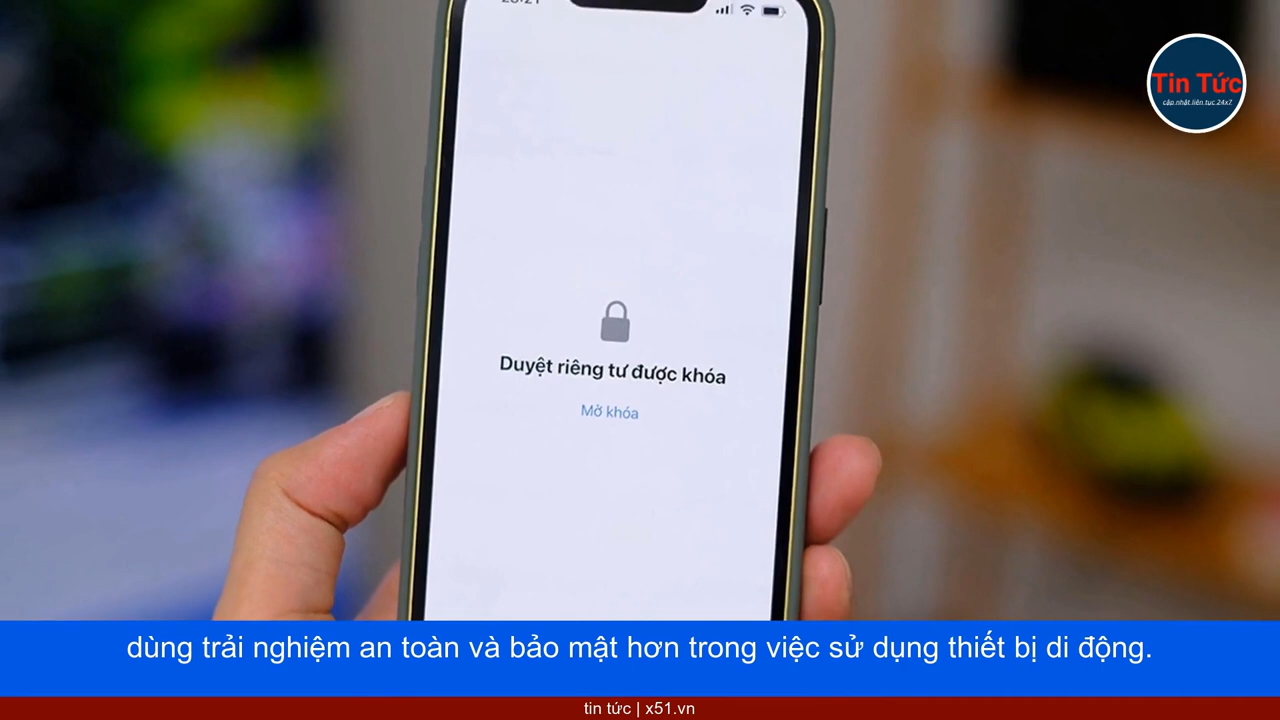 Tin Tức
cập.nhật.liên.tục.24x7
Duyệt riêng tư được khóa
Mở khóa
dùng trải nghiệm an toàn và bảo mật hơn trong việc sử dụng thiết bị di động.
tin tức | x51.vn